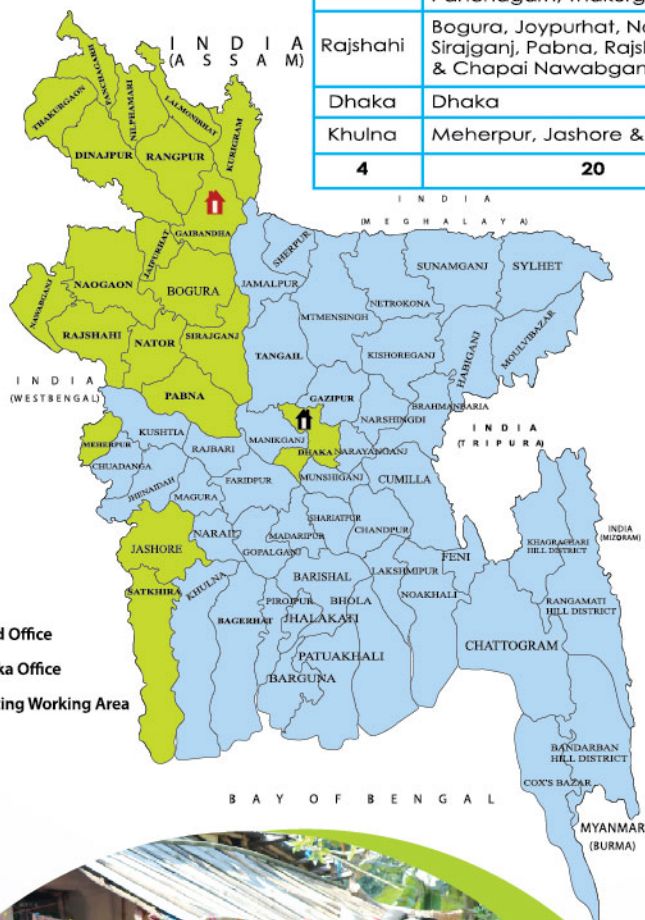 Rajshahi
Bogura, Joypurhat,
Sirajganj, Pabna,
& Chapai
Dhaka
Dhaka
Khulna
Meherpur, Jashore &
4
20
I N D I A
(A S S A M)
THAKURGAON
PANCHAGARH
NILPHAMARI
LALMONIRHAT
KURIGRAM
DINAJPUR
RANGPUR
GAIBANDHA
I N D I A
(M E G H A L A Y A)
JAIPURHAT
NAOGAON
BOGURA
NAWABGANJ
RAJSHAHI
NATOR
SIRAJGANJ
PABNA
SHERPUR
JAMALPUR
MTMENSINGH
NETROKONA
SUNAMGANJ
SYLHET
TANGAIL
KISHOREGANJ
HABIGANJ
MOULVIBAZAR
I N D I A
(WESTBENGAL)
GAZIPUR
NARSHINGDI
BRAHMANBARIA
I N D I A
(T R I P U R A)
MEHERPUR
KUSHTIA
CHUADANGA
RAJBARI
MANIKGANJ
DHAKA
NARAYANGANJ
JHENAIDAH
MAGURA
FARIDPUR
MUNSHIGANJ
CUMILLA
JASHORE
NARAIL
GOPALGANJ
MADARIPUR
SHARIATPUR
CHANDPUR
FENI
KHAGRACHARI
HILL DISTRICT
INDIA
(MIZORAM)
SATKHIRA
KHULNA
BAGERHAT
PIROJPUR
BARISHAL
JHALAKATI
BHOLA
LAKSHMIPUR
NOAKHALI
RANGAMATI
HILL DISTRICT
PATUAKHALI
BARGUNA
CHATTOGRAM
Office
Office
Working Area
BANDARBAN
HILL DISTRICT
COX'S BAZAR
B A Y O F B E N G A L
MYANMAR
(BURMA)